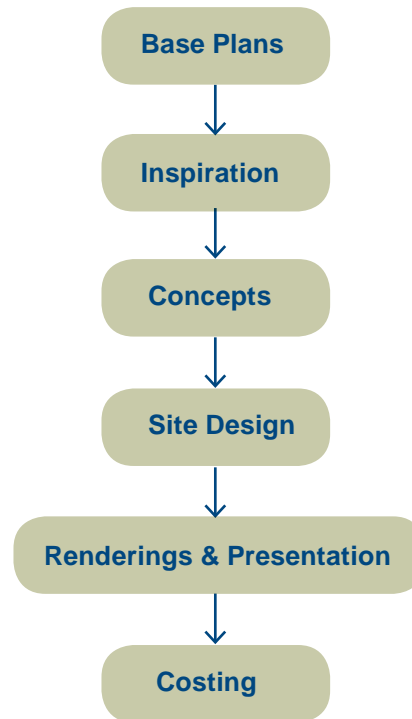 Base Plans
Inspiration
Concepts
Site Design
Renderings & Presentation
Costing